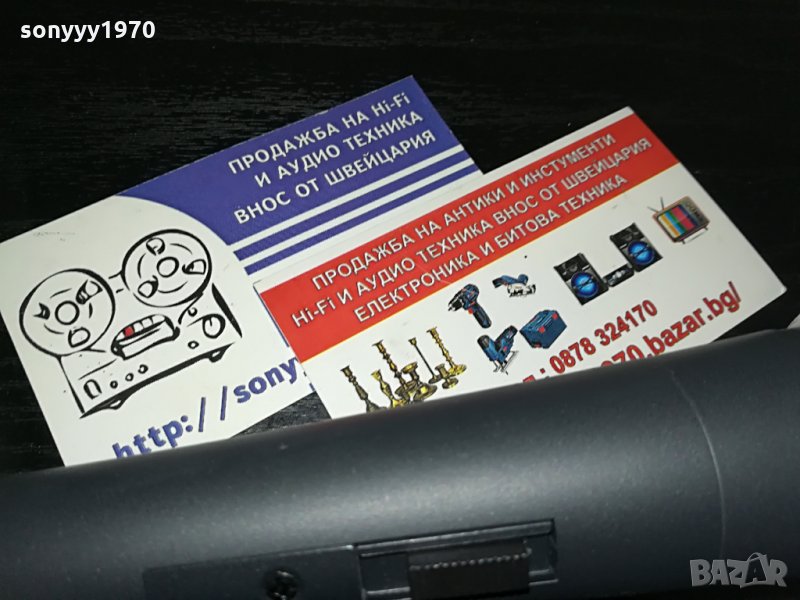 sonyyy1970
ПРОДАЖБА НА Hi-Fi
И АУДИО ТЕХНИКА
ВНОС ОТ ШВЕЙЦАРИЯ
http://sony
ПРОДАЖБА НА АНТИКИ И ИНСТУМЕНТИ
Hi-Fi И АУДИО ТЕХНИКА ВНОС ОТ ШВЕЙЦАРИЯ
ЕЛЕКТРОНИКА И БИТОВА ТЕХНИКА
: 0878 324170
970.bazar.bg/
BAZAR